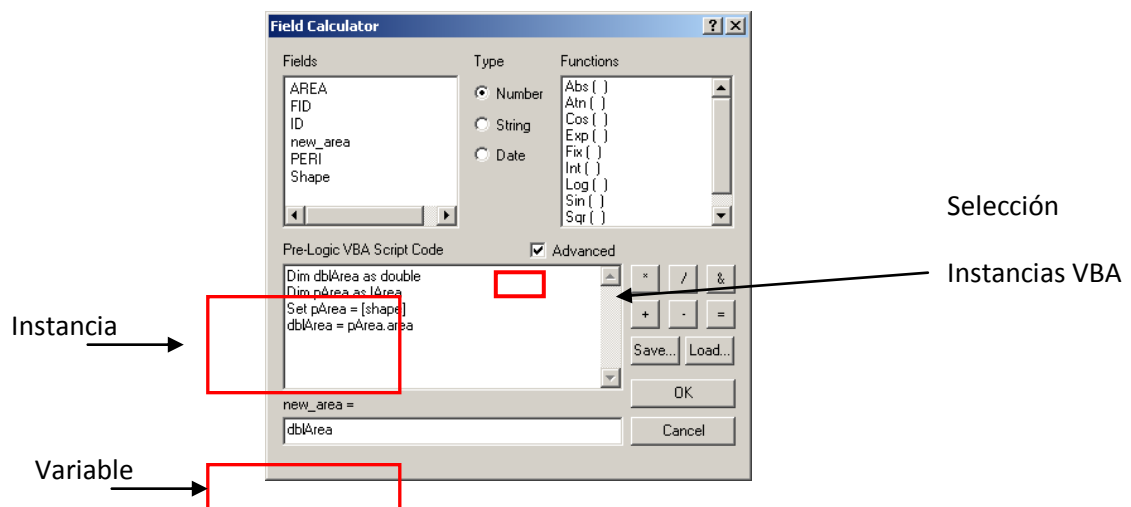 Field Calculator
Fields
Type
Functions
AREA
FID
ID
new_area
PERI
Shape
Number
String
Date
Abs ( )
Atn ( )
Cos ( )
Exp ( )
Fix ( )
Int ( )
Log ( )
Sin ( )
Sqr ( )
Selección
Instancias VBA
Pre-Logic VBA Script Code
Advanced
Dim dblArea as double
Dim pArea as IArea
Set pArea = [shape]
dblArea = pArea.area
* / &
+ - =
Save... Load...
OK
Cancel
Instancia
new_area =
dblArea
Variable